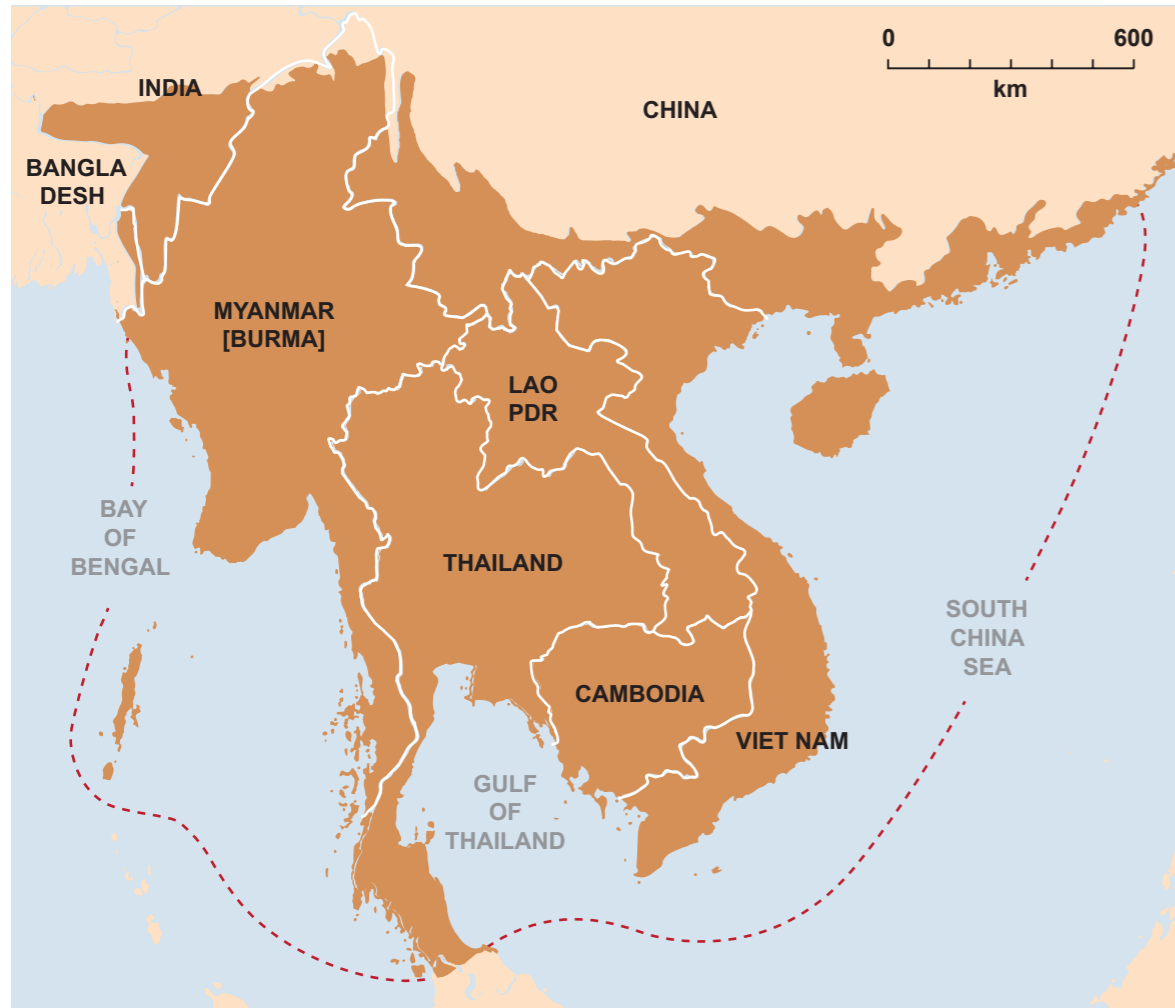 0 600
km
INDIA
CHINA
BANGLA
DESH
MYANMAR
[BURMA]
LAO
PDR
BAY
OF
BENGAL
THAILAND
SOUTH
CHINA
SEA
CAMBODIA
VIET NAM
GULF
OF
THAILAND